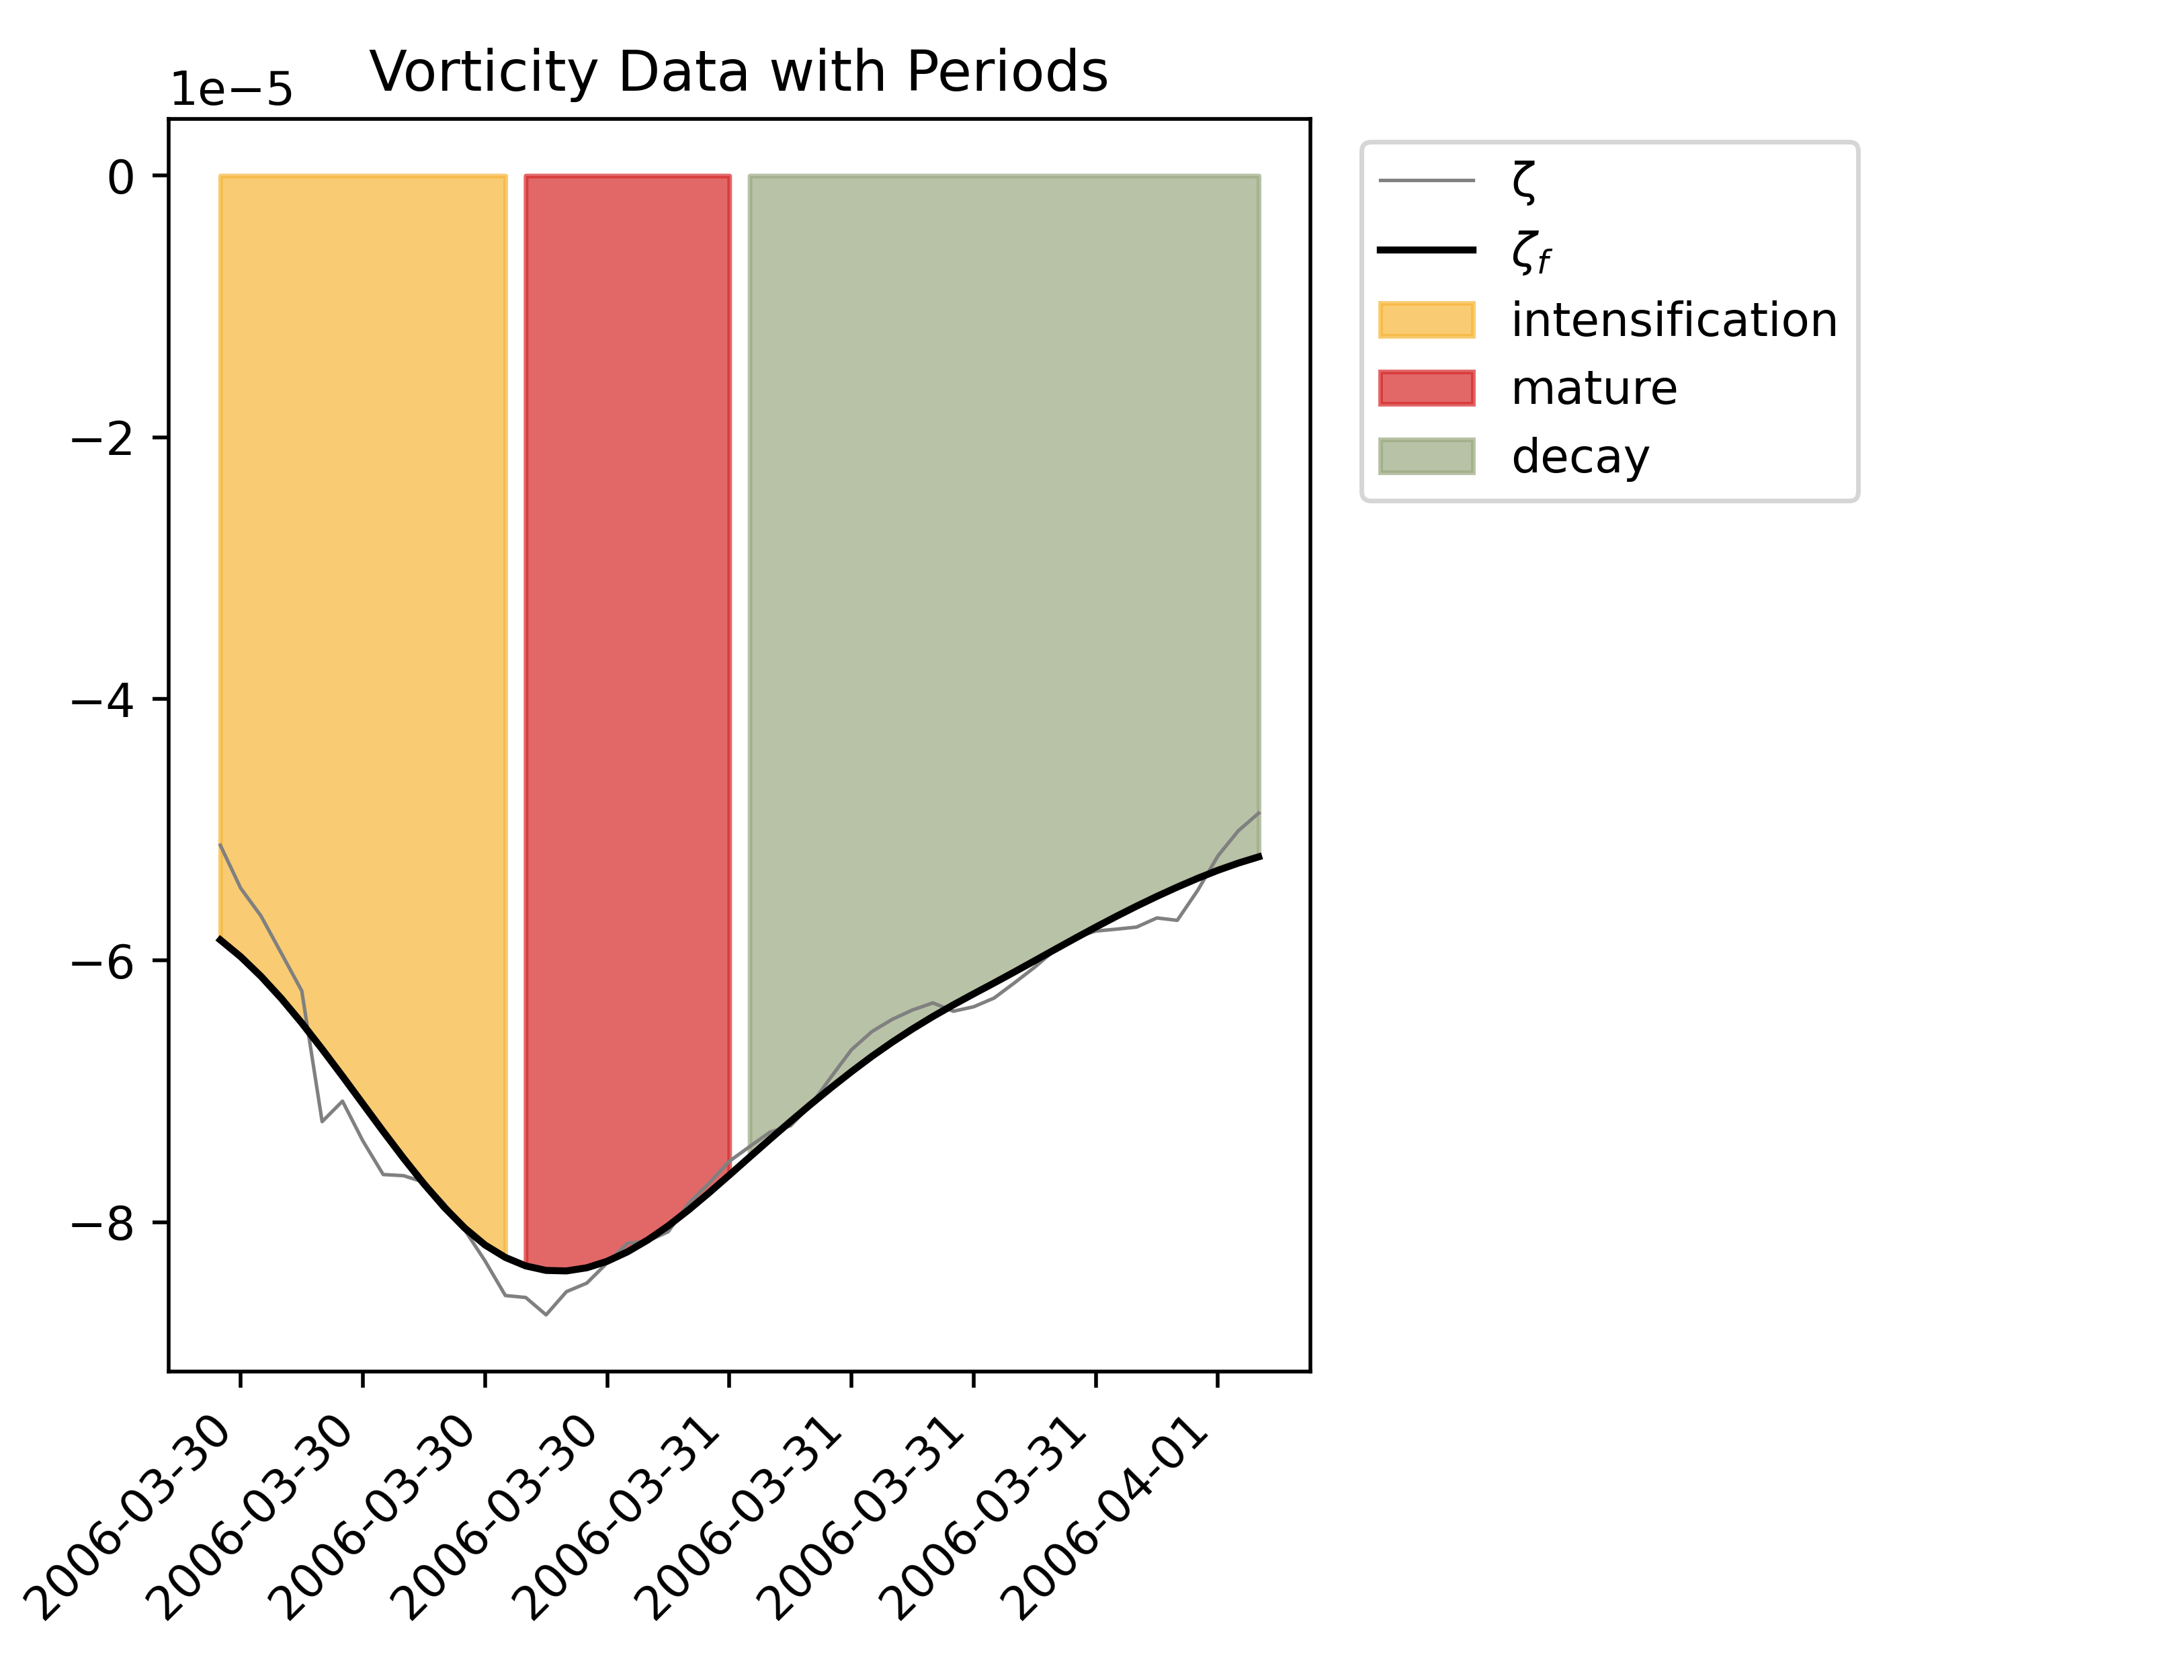 Vorticity Data with Periods
1e−5
0
−2
−4
−6
−8
2006-03-30
2006-03-30
2006-03-30
2006-03-30
2006-03-31
2006-03-31
2006-03-31
2006-03-31
2006-04-01
ζ
ζf
intensification
mature
decay